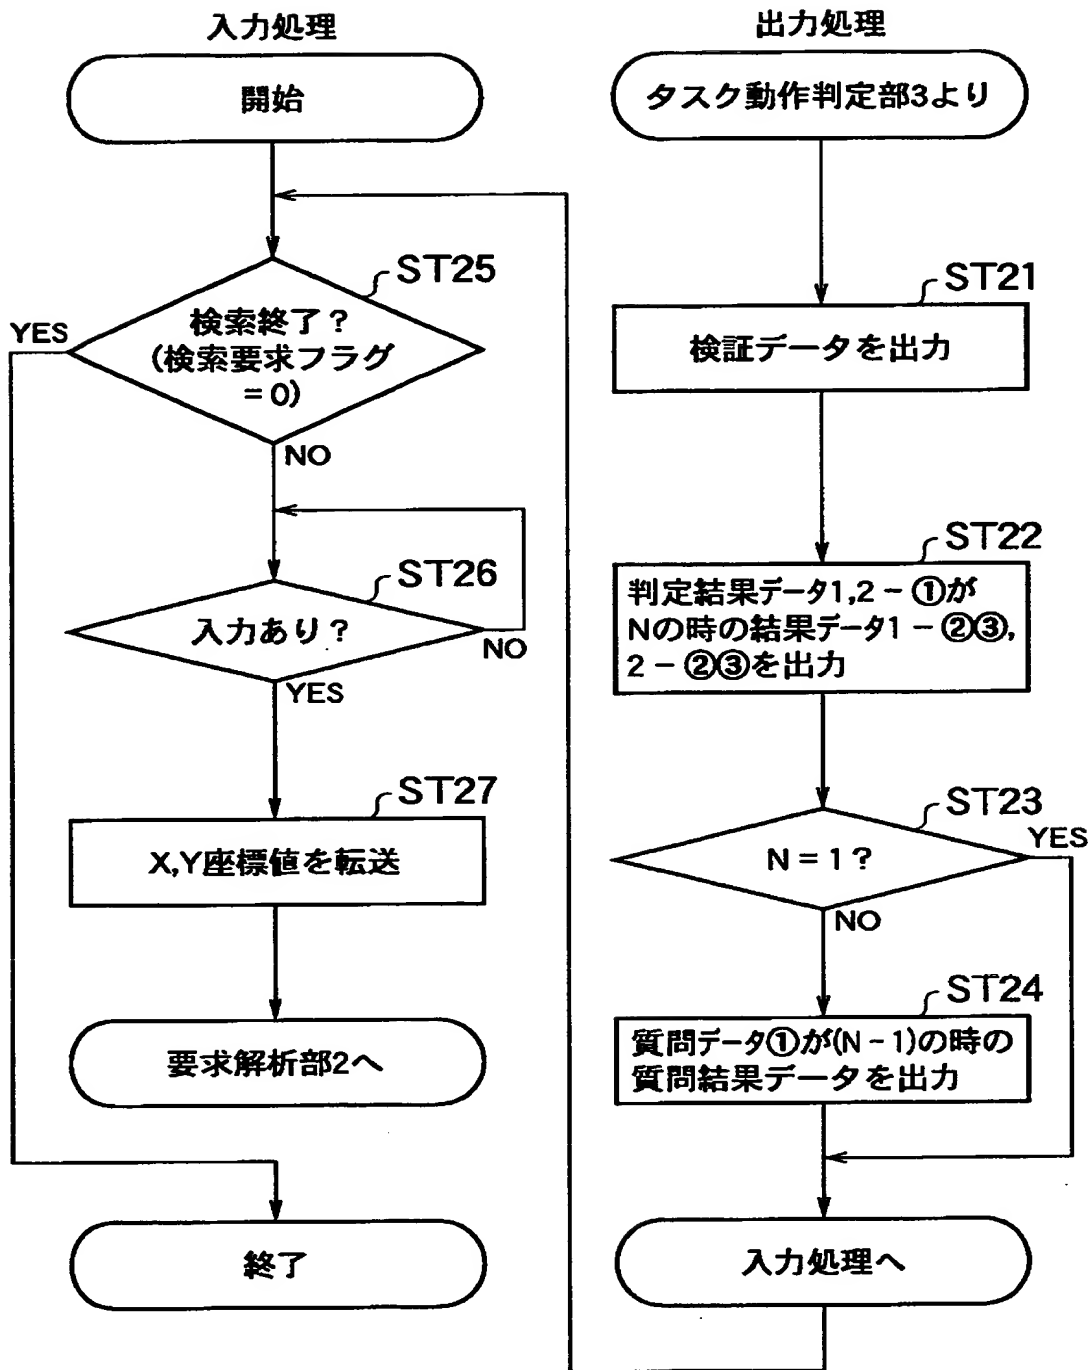 入力処理
開始
ST25
検索終了?
(検索要求フラグ
= 0)
YES
NO
ST26
入力あり?
NO
YES
ST27
X,Y座標値を転送
要求解析部2へ
終了
出力処理
タスク動作判定部3より
ST21
検証データを出力
ST22
判定結果データ1,2 - ①が
Nの時の結果データ1 - ②③,
2 - ②③を出力
ST23
N = 1?
YES
NO
ST24
質問データ①が(N - 1)の時の
質問結果データを出力
入力処理へ